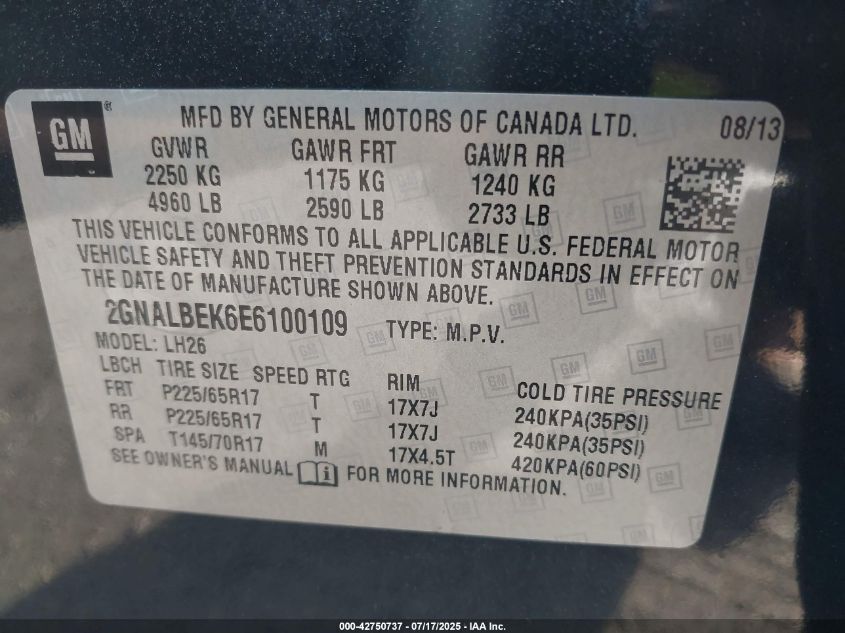 GM ®
MFD BY GENERAL MOTORS OF CANADA LTD. 08/13
GVWR GAWR FRT GAWR RR
2250 KG 1175 KG 1240 KG
4960 LB 2590 LB 2733 LB
THIS VEHICLE CONFORMS TO ALL APPLICABLE U.S. FEDERAL MOTOR
VEHICLE SAFETY AND THEFT PREVENTION STANDARDS IN EFFECT ON
THE DATE OF MANUFACTURE SHOWN ABOVE.
2GNALBEK6E6100109 TYPE: M.P.V.
MODEL: LH26
LBCH TIRE SIZE SPEED RTG RIM COLD TIRE PRESSURE
FRT P225/65R17 T 17X7J 240KPA(35PSI)
RR P225/65R17 T 17X7J 240KPA(35PSI)
SPA T145/70R17 M 17X4.5T 420KPA(60PSI)
SEE OWNER'S MANUAL i FOR MORE INFORMATION.
000-42750737 - 07/17/2025 - IAA Inc.